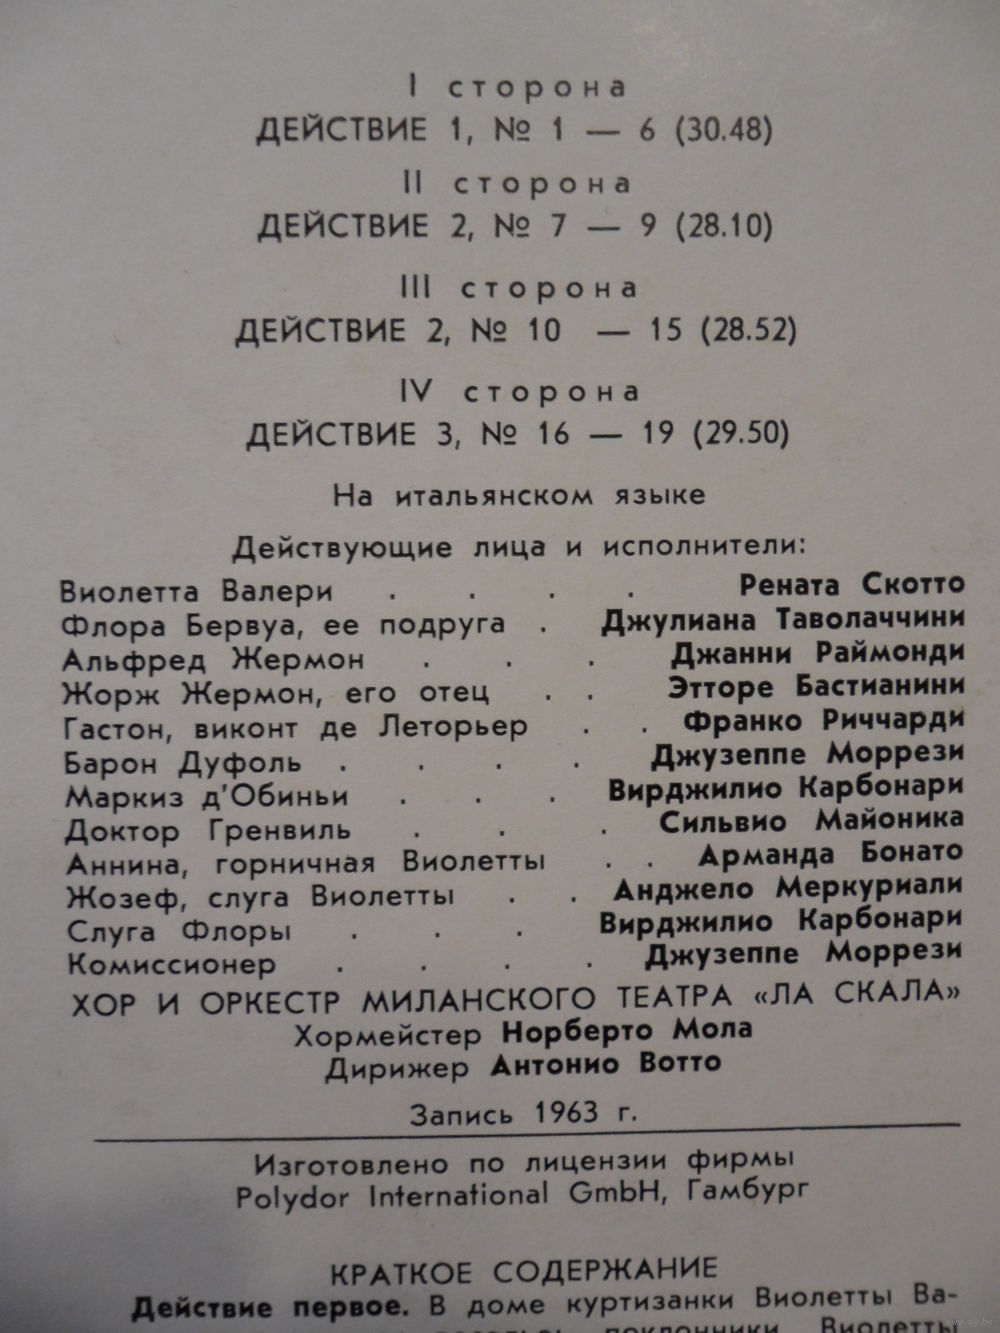 I сторона
ДЕЙСТВИЕ 1, № 1 — 6 (30.48)
II сторона
ДЕЙСТВИЕ 2, № 7 — 9 (28.10)
III сторона
ДЕЙСТВИЕ 2, № 10 — 15 (28.52)
IV сторона
ДЕЙСТВИЕ 3, № 16 — 19 (29.50)
На итальянском языке
Действующие лица и исполнители:
Виолетта Валери . . . . Рената Скотто
Флора Бервуа, ее подруга . Джулиана Таволаччини
Альфред Жермон . . . Джанни Раймонди
Жорж Жермон, его отец . . Этторе Бастианини
Гастон, виконт де Леторьер . . Франко Риччарди
Барон Дуфоль . . . . Джузеппе Моррези
Маркиз д'Обиньи . . . Вирджилио Карбонари
Доктор Гренвиль . . . Сильвио Майоника
Аннина, горничная Виолетты . . Арманда Бонато
Жозеф, слуга Виолетты . . Анджело Меркуриали
Слуга Флоры . . . Вирджилио Карбонари
Комиссионер . . . . Джузеппе Моррези
ХОР И ОРКЕСТР МИЛАНСКОГО ТЕАТРА «ЛА СКАЛА»
Хормейстер Норберто Мола
Дирижер Антонио Вотто
Запись 1963 г.
Изготовлено по лицензии фирмы
Polydor International GmbH, Гамбург
КРАТКОЕ СОДЕРЖАНИЕ
Действие первое. В доме куртизанки Виолетты Ва-
поклонники Виолетты